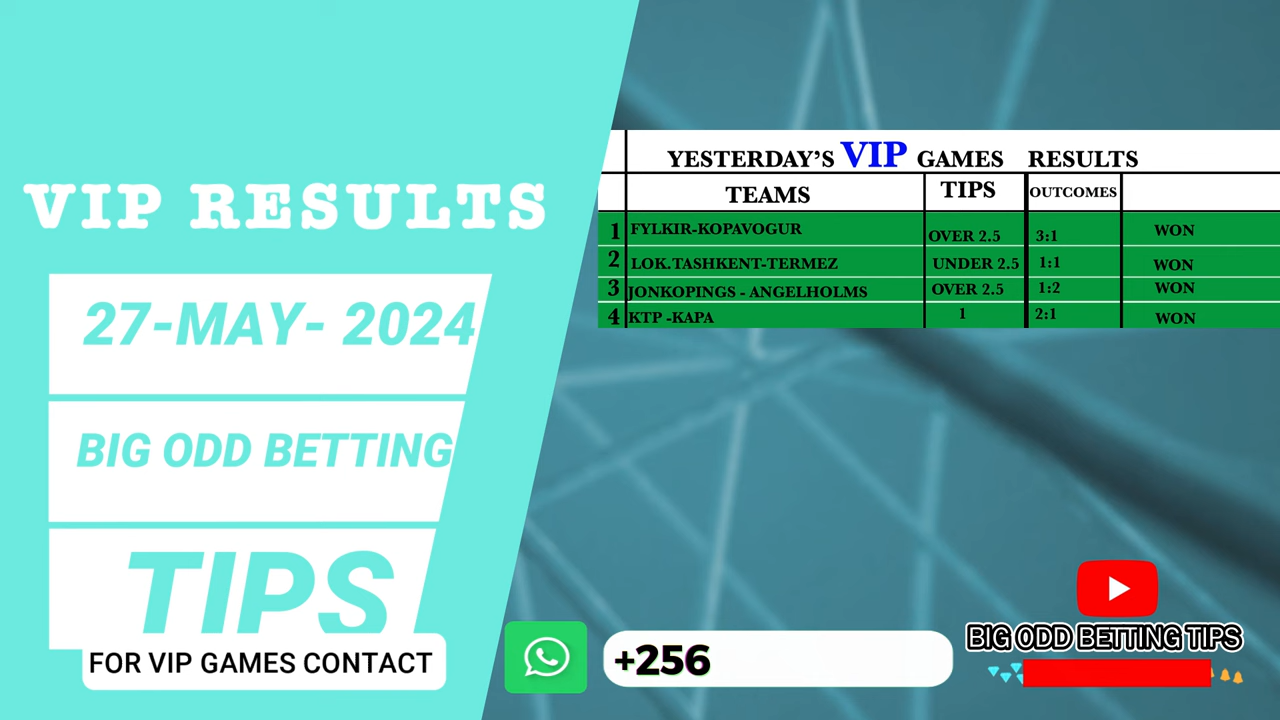 VIP RESULTS
27-MAY- 2024
BIG ODD BETTING
TIPS
FOR VIP GAMES CONTACT
YESTERDAY'S VIP GAMES RESULTS
TEAMS TIPS OUTCOMES
1 FYLKIR-KOPAVOGUR OVER 2.5 3:1 WON
2 LOK.TASHKENT-TERMEZ UNDER 2.5 1:1 WON
3 JONKOPINGS - ANGELHOLMS OVER 2.5 1:2 WON
4 KTP -KAPA 1 2:1 WON
+256
BIG ODD BETTING TIPS